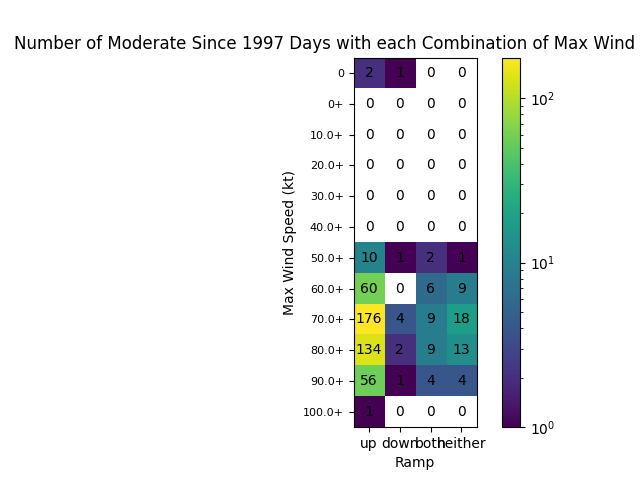 Number of Moderate Since 1997 Days with each Combination of Max Wind
Max Wind Speed (kt)
0 2 1 0 0
0+ 0 0 0 0
10.0+ 0 0 0 0
20.0+ 0 0 0 0
30.0+ 0 0 0 0
40.0+ 0 0 0 0
50.0+ 10 1 2 1
60.0+ 60 0 6 9
70.0+ 176 4 9 18
80.0+ 134 2 9 13
90.0+ 56 1 4 4
100.0+ 1 0 0 0
up down both neither
Ramp
10²
10¹
10⁰